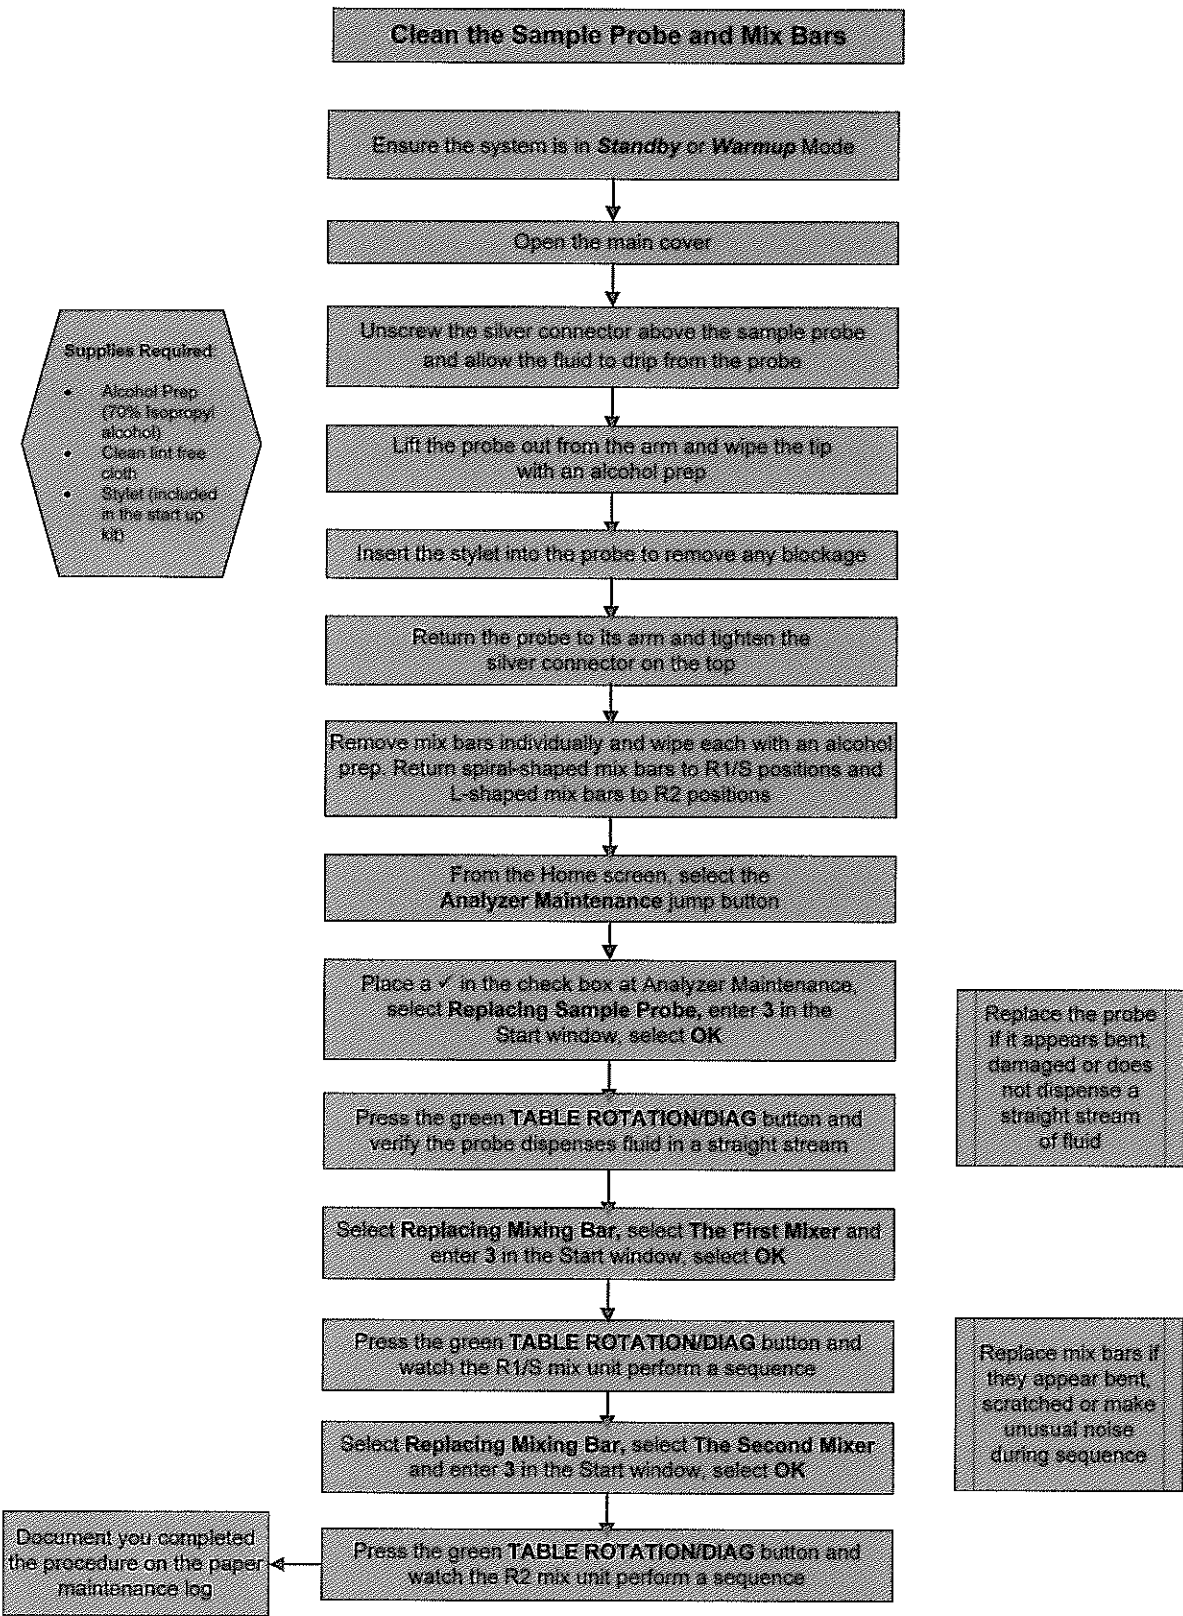 Clean the Sample Probe and Mix Bars
Ensure the system is in Standby or Warmup Mode
Open the main cover
Unscrew the silver connector above the sample probe
and allow the fluid to drip from the probe
Supplies Required:
• Alcohol Prep
(70% Isopropyl
alcohol)
• Clean lint free
cloth
• Stylet (included
in the start up
kit)
Lift the probe out from the arm and wipe the tip
with an alcohol prep
Insert the stylet into the probe to remove any blockage
Return the probe to its arm and tighten the
silver connector on the top
Remove mix bars individually and wipe each with an alcohol
prep. Return spiral-shaped mix bars to R1/S positions and
L-shaped mix bars to R2 positions
From the Home screen, select the
Analyzer Maintenance jump button
Place a ✓ in the check box at Analyzer Maintenance,
select Replacing Sample Probe, enter 3 in the
Start window, select OK
Replace the probe
if it appears bent,
damaged or does
not dispense a
straight stream
of fluid
Press the green TABLE ROTATION/DIAG button and
verify the probe dispenses fluid in a straight stream
Select Replacing Mixing Bar, select The First Mixer and
enter 3 in the Start window, select OK
Press the green TABLE ROTATION/DIAG button and
watch the R1/S mix unit perform a sequence
Replace mix bars if
they appear bent,
scratched or make
unusual noise
during sequence
Select Replacing Mixing Bar, select The Second Mixer
and enter 3 in the Start window, select OK
Press the green TABLE ROTATION/DIAG button and
watch the R2 mix unit perform a sequence
Document you completed
the procedure on the paper
maintenance log